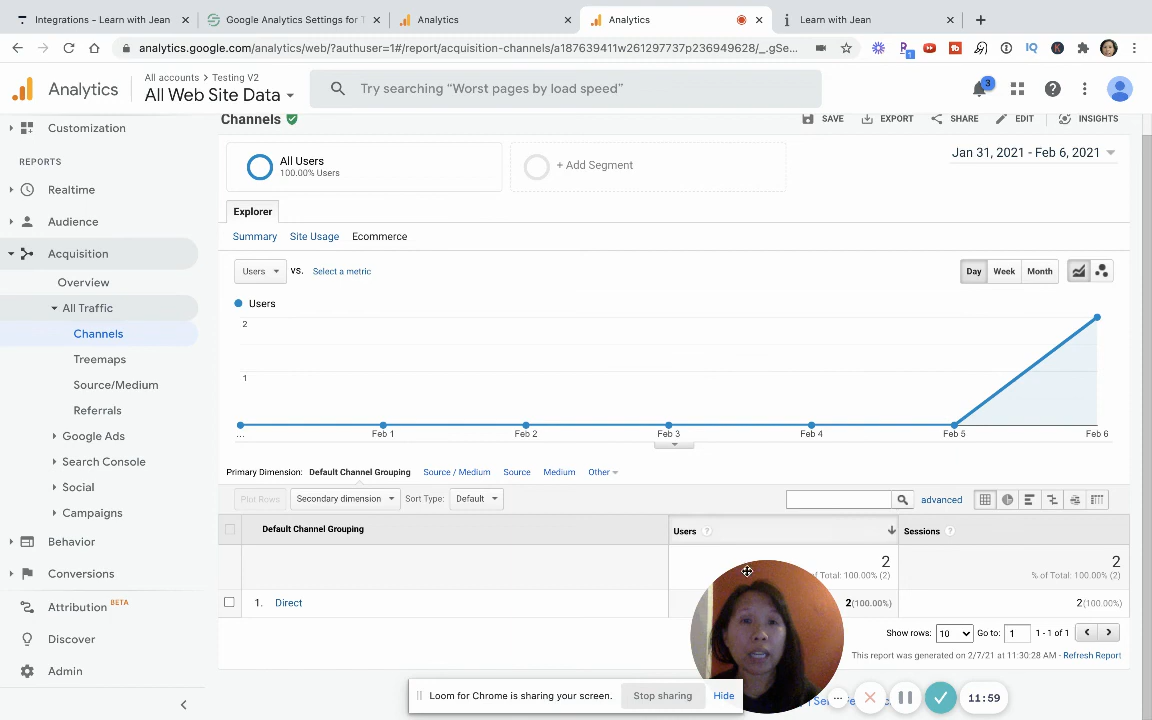 Integrations - Learn with Jean
Google Analytics Settings for T
Analytics
Analytics
Learn with Jean
analytics.google.com/analytics/web/?authuser=1#/report/acquisition-channels/a187639411w261297737p236949628/_.gSe...
Analytics
All accounts > Testing V2
All Web Site Data
Try searching “Worst pages by load speed”
3
Customization
REPORTS
Realtime
Audience
Acquisition
Overview
All Traffic
Channels
Treemaps
Source/Medium
Referrals
Google Ads
Search Console
Social
Campaigns
Behavior
Conversions
Attribution BETA
Discover
Admin
Channels
SAVE
EXPORT
SHARE
EDIT
INSIGHTS
All Users
100.00% Users
+ Add Segment
Jan 31, 2021 - Feb 6, 2021
Explorer
Summary
Site Usage
Ecommerce
Users
VS.
Select a metric
Day
Week
Month
Users
2
1
...
Feb 1
Feb 2
Feb 3
Feb 4
Feb 5
Feb 6
Primary Dimension:
Default Channel Grouping
Source / Medium
Source
Medium
Other
Plot Rows
Secondary dimension
Sort Type:
Default
advanced
Default Channel Grouping
Users
Sessions
2
of Total: 100.00% (2)
2
% of Total: 100.00% (2)
1.
Direct
2(100.00%)
2(100.00%)
Show rows:
10
Go to:
1
1 - 1 of 1
This report was generated on 2/7/21 at 11:30:28 AM - Refresh Report
Loom for Chrome is sharing your screen.
Stop sharing
Hide
11:59